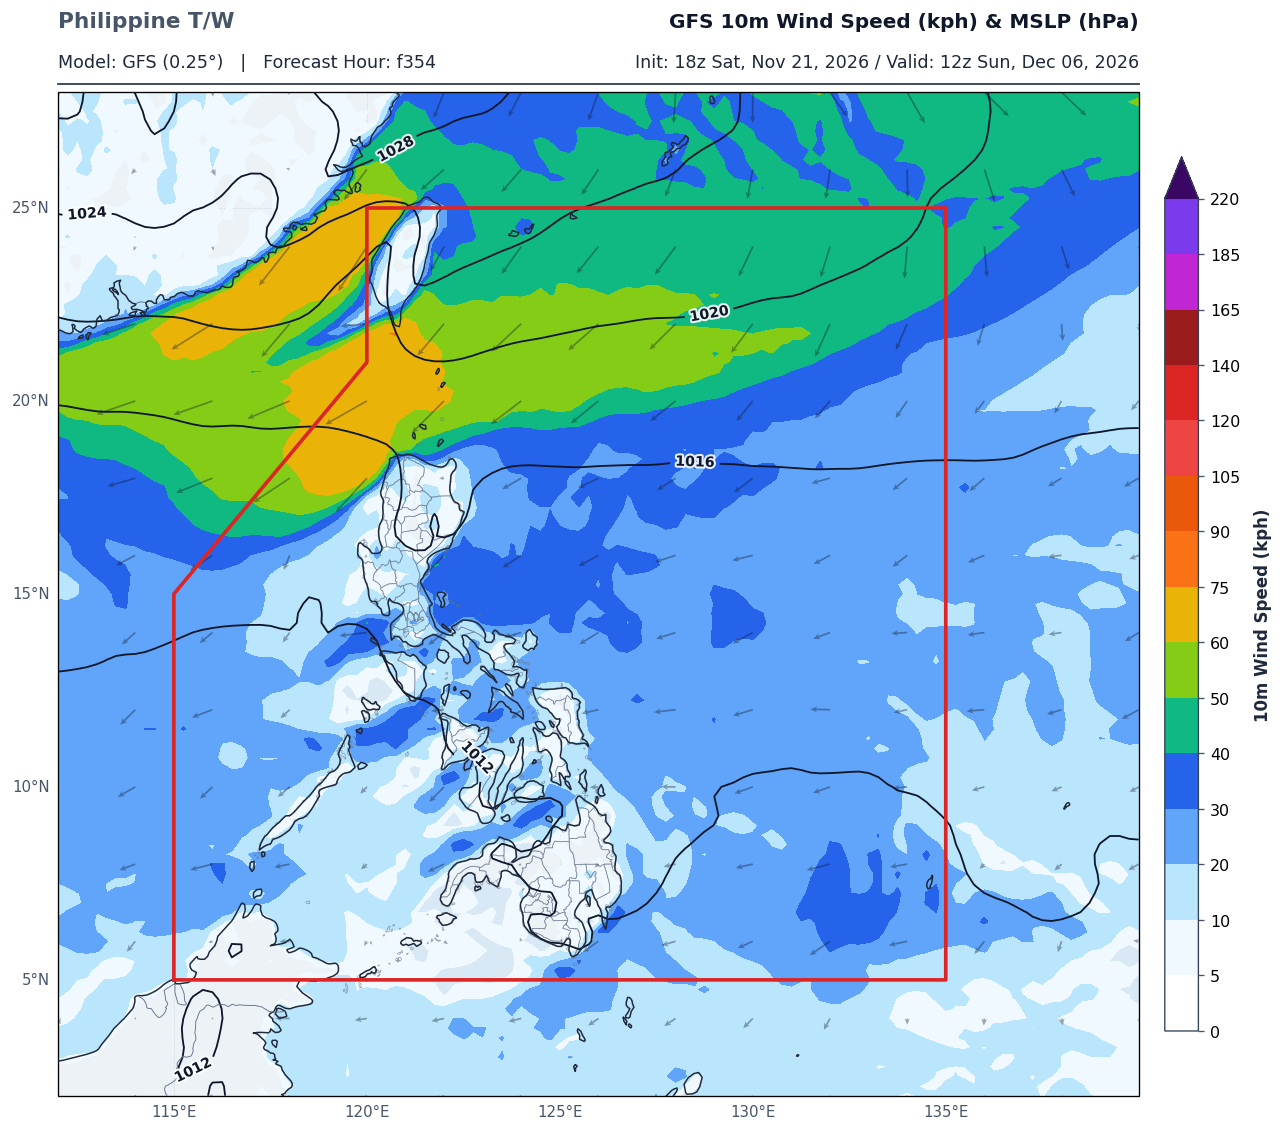 Philippine T/W
GFS 10m Wind Speed (kph) & MSLP (hPa)
Model: GFS (0.25°) | Forecast Hour: f354
Init: 18z Sat, Nov 21, 2026 / Valid: 12z Sun, Dec 06, 2026
1028
1024
1020
1016
1012
1012
25°N
20°N
15°N
10°N
5°N
115°E
120°E
125°E
130°E
135°E
220
185
165
140
120
105
90
75
60
50
40
30
20
10
5
0
10m Wind Speed (kph)